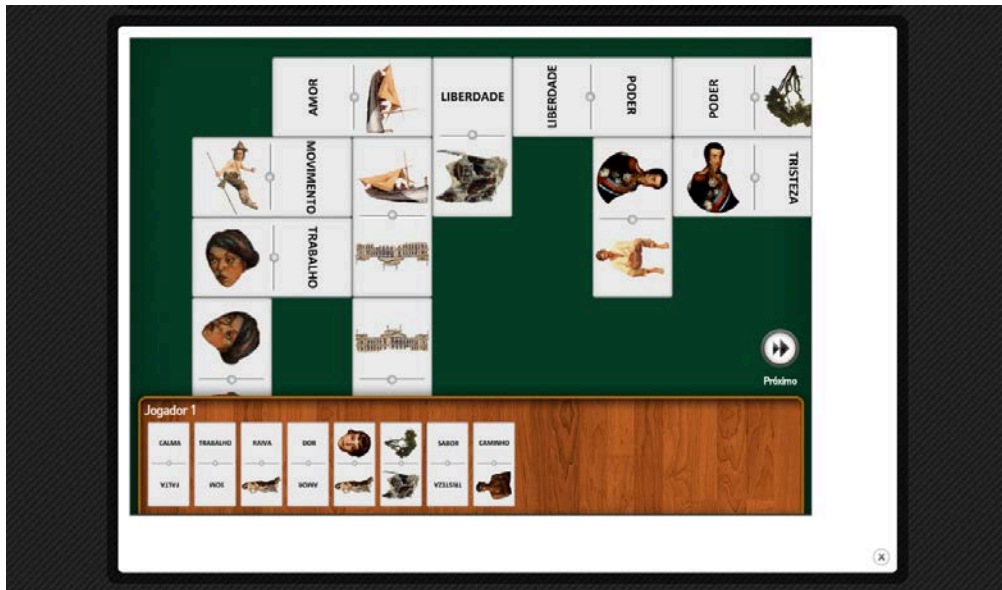 AMOR
LIBERDADE
LIBERDADE
PODER
PODER
MOVIMENTO
TRISTEZA
TRABALHO
Próximo
Jogador 1
CALMA
TRABALHO
RAIVA
DOR
SABOR
CAMINHO
FALTA
SOM
AMOR
TRISTEZA
X